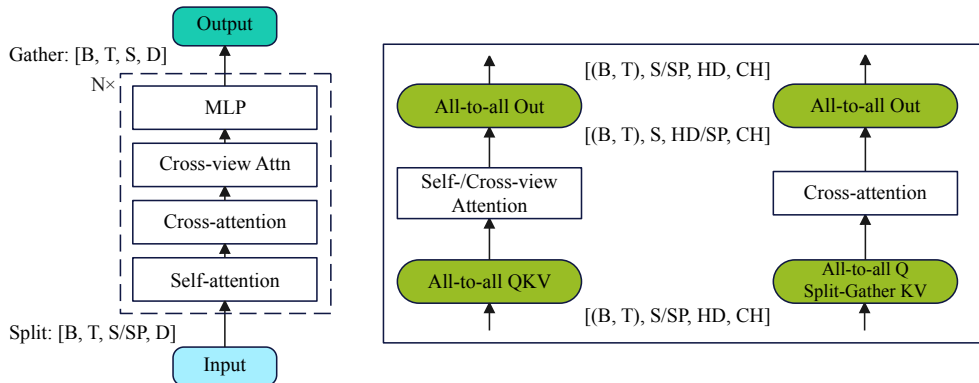 Output
Gather: [B, T, S, D]
N×
MLP
Cross-view Attn
Cross-attention
Self-attention
Split: [B, T, S/SP, D]
Input
[(B, T), S/SP, HD, CH]
All-to-all Out
All-to-all Out
[(B, T), S, HD/SP, CH]
Self-/Cross-view
Attention
Cross-attention
All-to-all QKV
All-to-all Q
Split-Gather KV
[(B, T), S/SP, HD, CH]